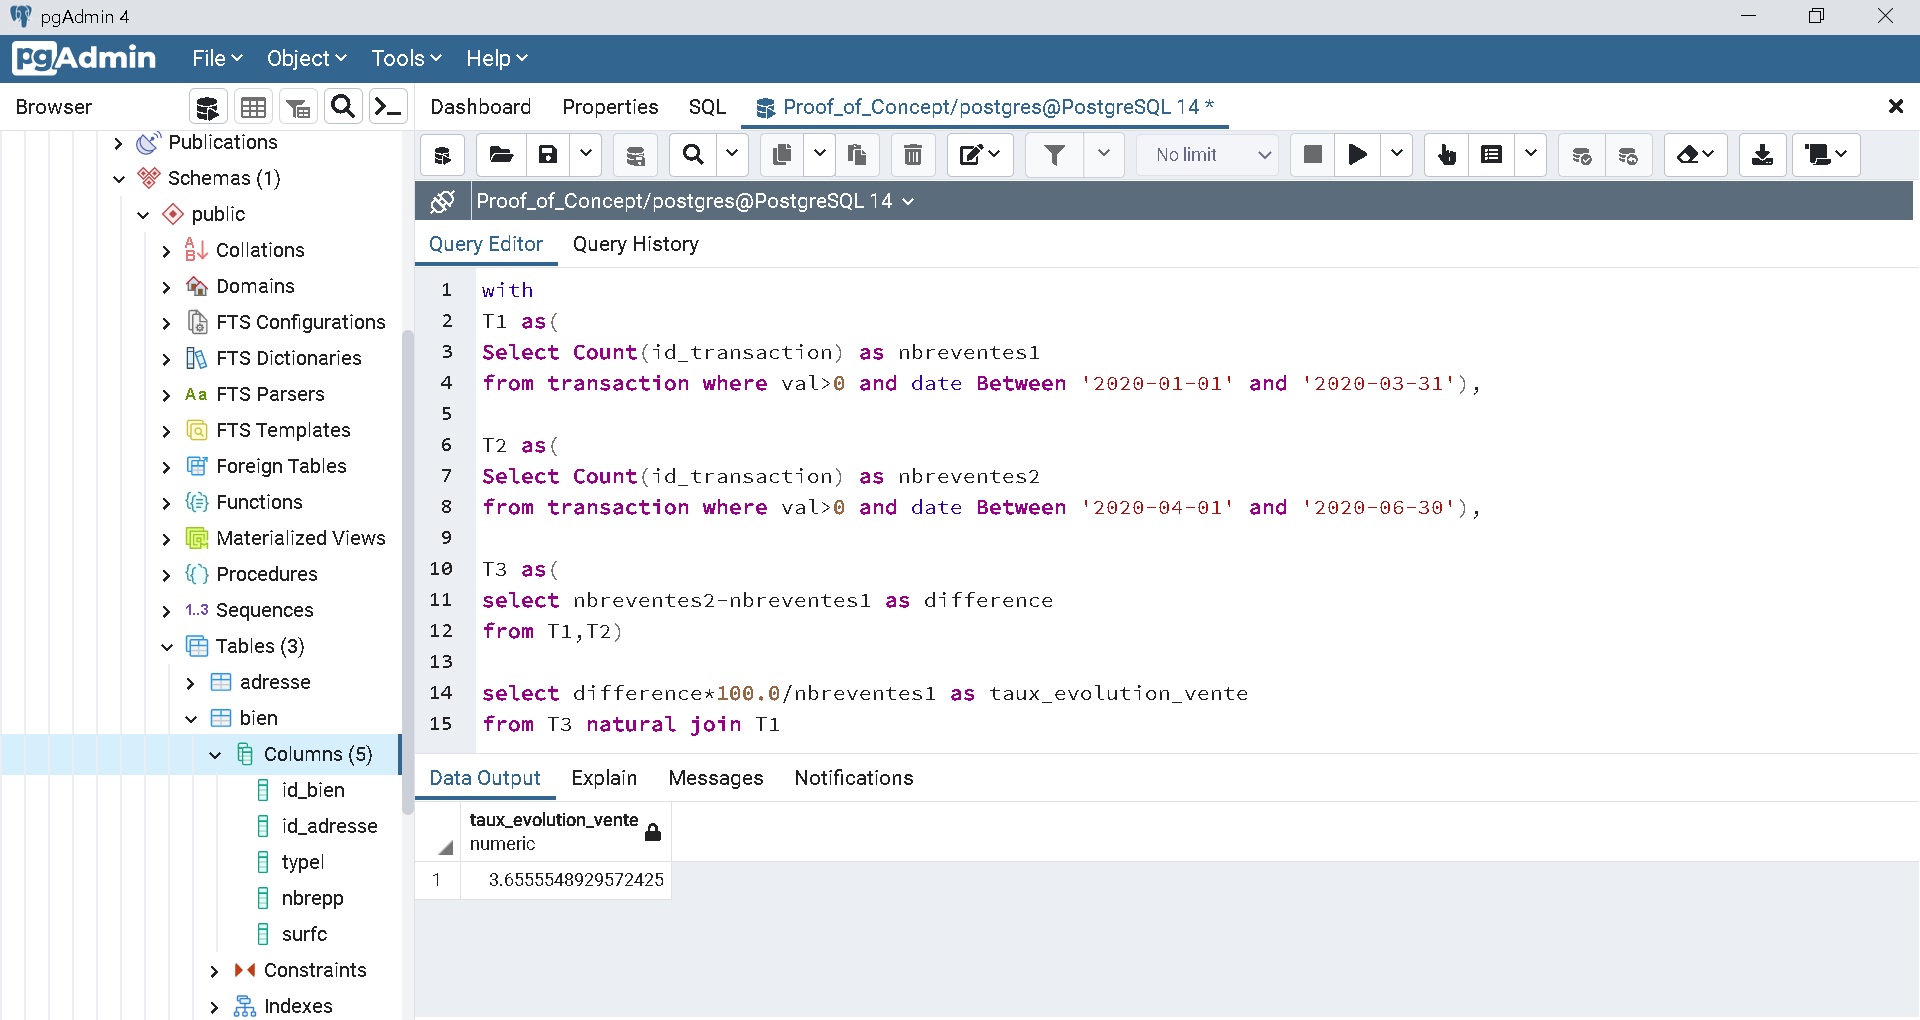 pgAdmin 4
pgAdmin File Object Tools Help
Browser Dashboard Properties SQL Proof_of_Concept/postgres@PostgreSQL 14 *
No limit
Proof_of_Concept/postgres@PostgreSQL 14
Query Editor Query History
Publications
Schemas (1)
public
Collations
Domains
FTS Configurations
FTS Dictionaries
Aa FTS Parsers
FTS Templates
Foreign Tables
Functions
Materialized Views
Procedures
1..3 Sequences
Tables (3)
adresse
bien
Columns (5)
id_bien
id_adresse
typel
nbrepp
surfc
Constraints
Indexes
1 with
2 T1 as(
3 Select Count(id_transaction) as nbreventes1
4 from transaction where val>0 and date Between '2020-01-01' and '2020-03-31'),
5
6 T2 as(
7 Select Count(id_transaction) as nbreventes2
8 from transaction where val>0 and date Between '2020-04-01' and '2020-06-30'),
9
10 T3 as(
11 select nbreventes2-nbreventes1 as difference
12 from T1,T2)
13
14 select difference*100.0/nbreventes1 as taux_evolution_vente
15 from T3 natural join T1
Data Output Explain Messages Notifications
taux_evolution_vente
numeric
1 3.6555548929572425